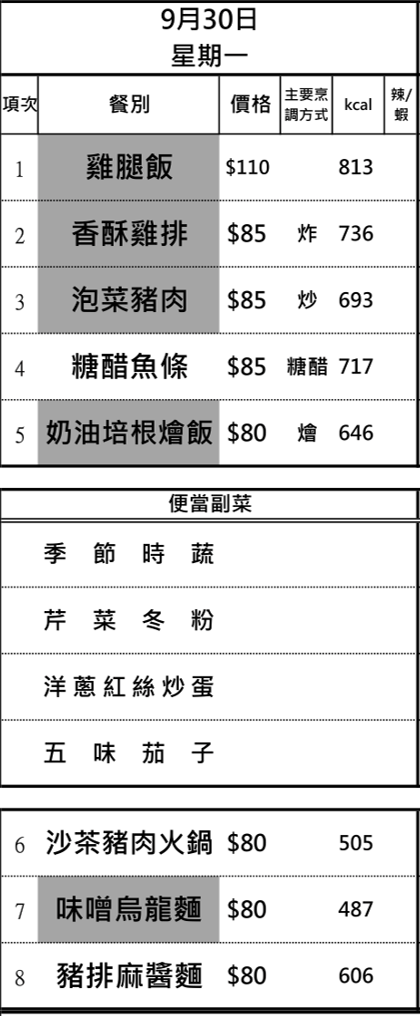 9月30日
星期一
項次 餐別 價格 主要烹調方式 kcal 辣/蝦
1 雞腿飯 $110 813
2 香酥雞排 $85 炸 736
3 泡菜豬肉 $85 炒 693
4 糖醋魚條 $85 糖醋 717
5 奶油培根燴飯 $80 燴 646
便當副菜
季節時蔬
芹菜冬粉
洋蔥紅絲炒蛋
五味茄子
6 沙茶豬肉火鍋 $80 505
7 味噌烏龍麵 $80 487
8 豬排麻醬麵 $80 606